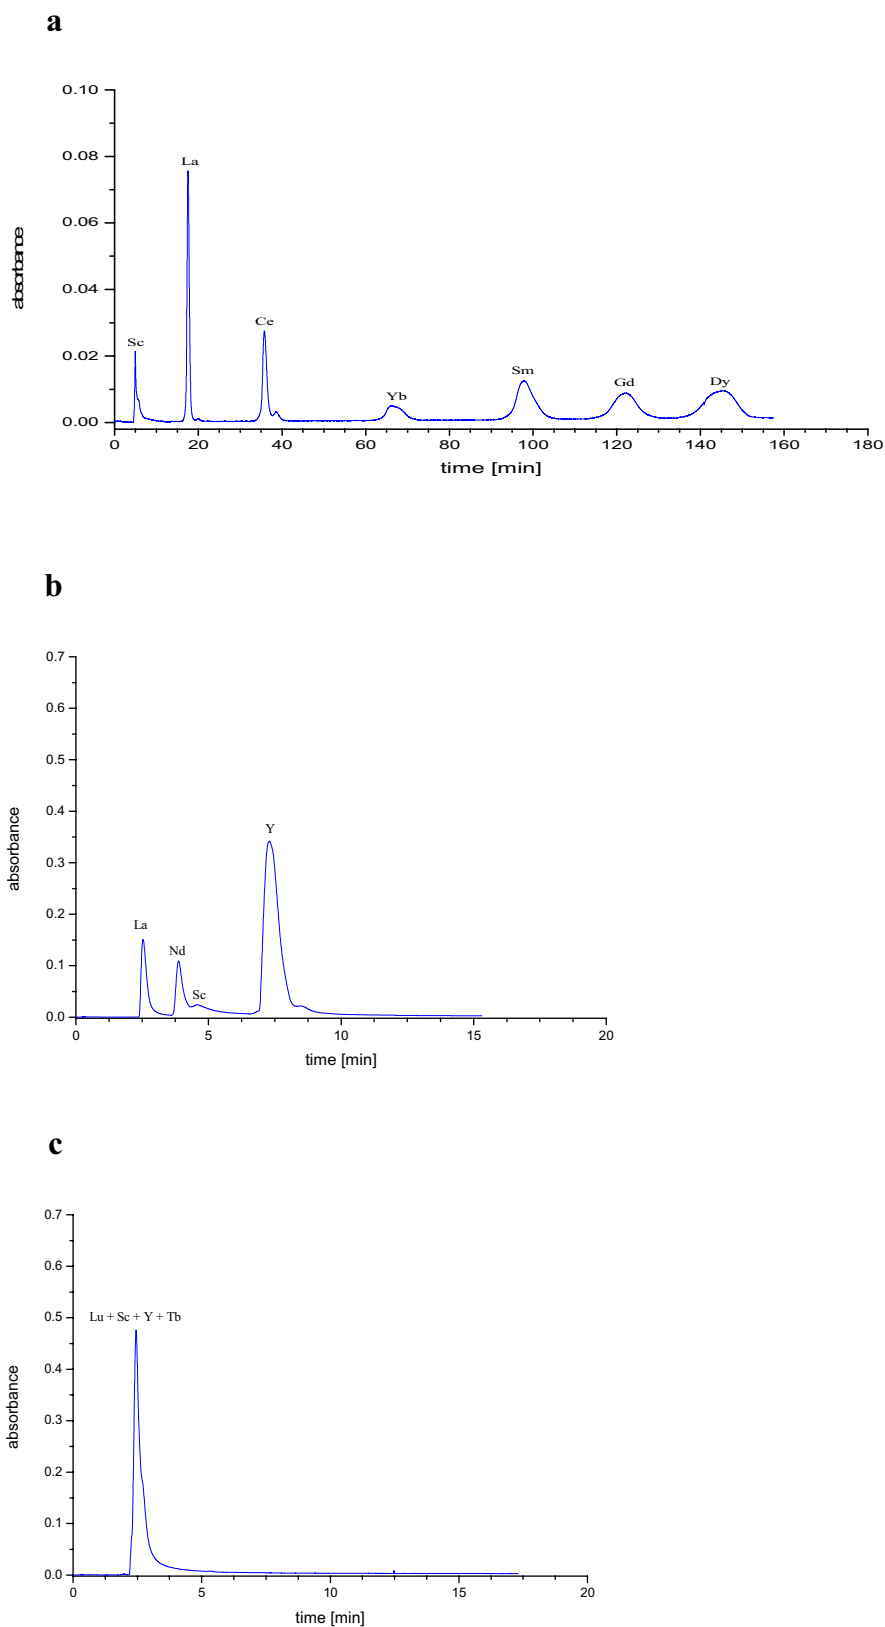 a
0.10
0.08
0.06
0.04
0.02
0.00
absorbance
Sc
La
Ce
Yb
Sm
Gd
Dy
0 20 40 60 80 100 120 140 160 180
time [min]
b
0.7
0.6
0.5
0.4
0.3
0.2
0.1
0.0
absorbance
La
Nd
Sc
Y
0 5 10 15 20
time [min]
c
0.7
0.6
0.5
0.4
0.3
0.2
0.1
0.0
absorbance
Lu + Sc + Y + Tb
0 5 10 15 20
time [min]